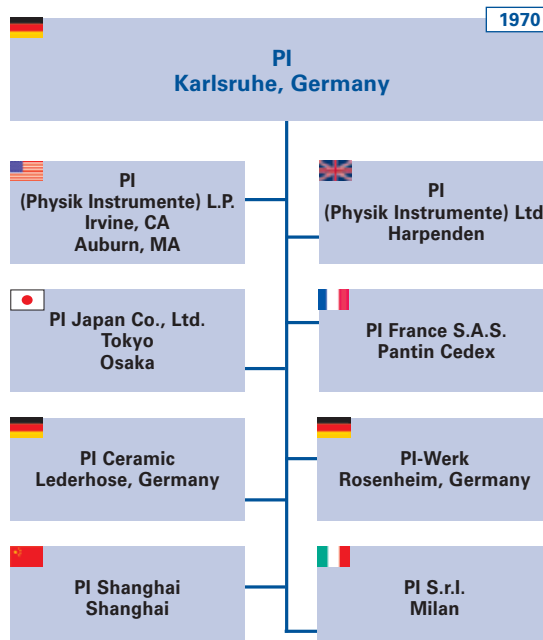 1970
PI
Karlsruhe, Germany
PI
(Physik Instrumente) L.P.
Irvine, CA
Auburn, MA
PI
(Physik Instrumente) Ltd
Harpenden
PI Japan Co., Ltd.
Tokyo
Osaka
PI France S.A.S.
Pantin Cedex
PI Ceramic
Lederhose, Germany
PI-Werk
Rosenheim, Germany
PI Shanghai
Shanghai
PI S.r.l.
Milan